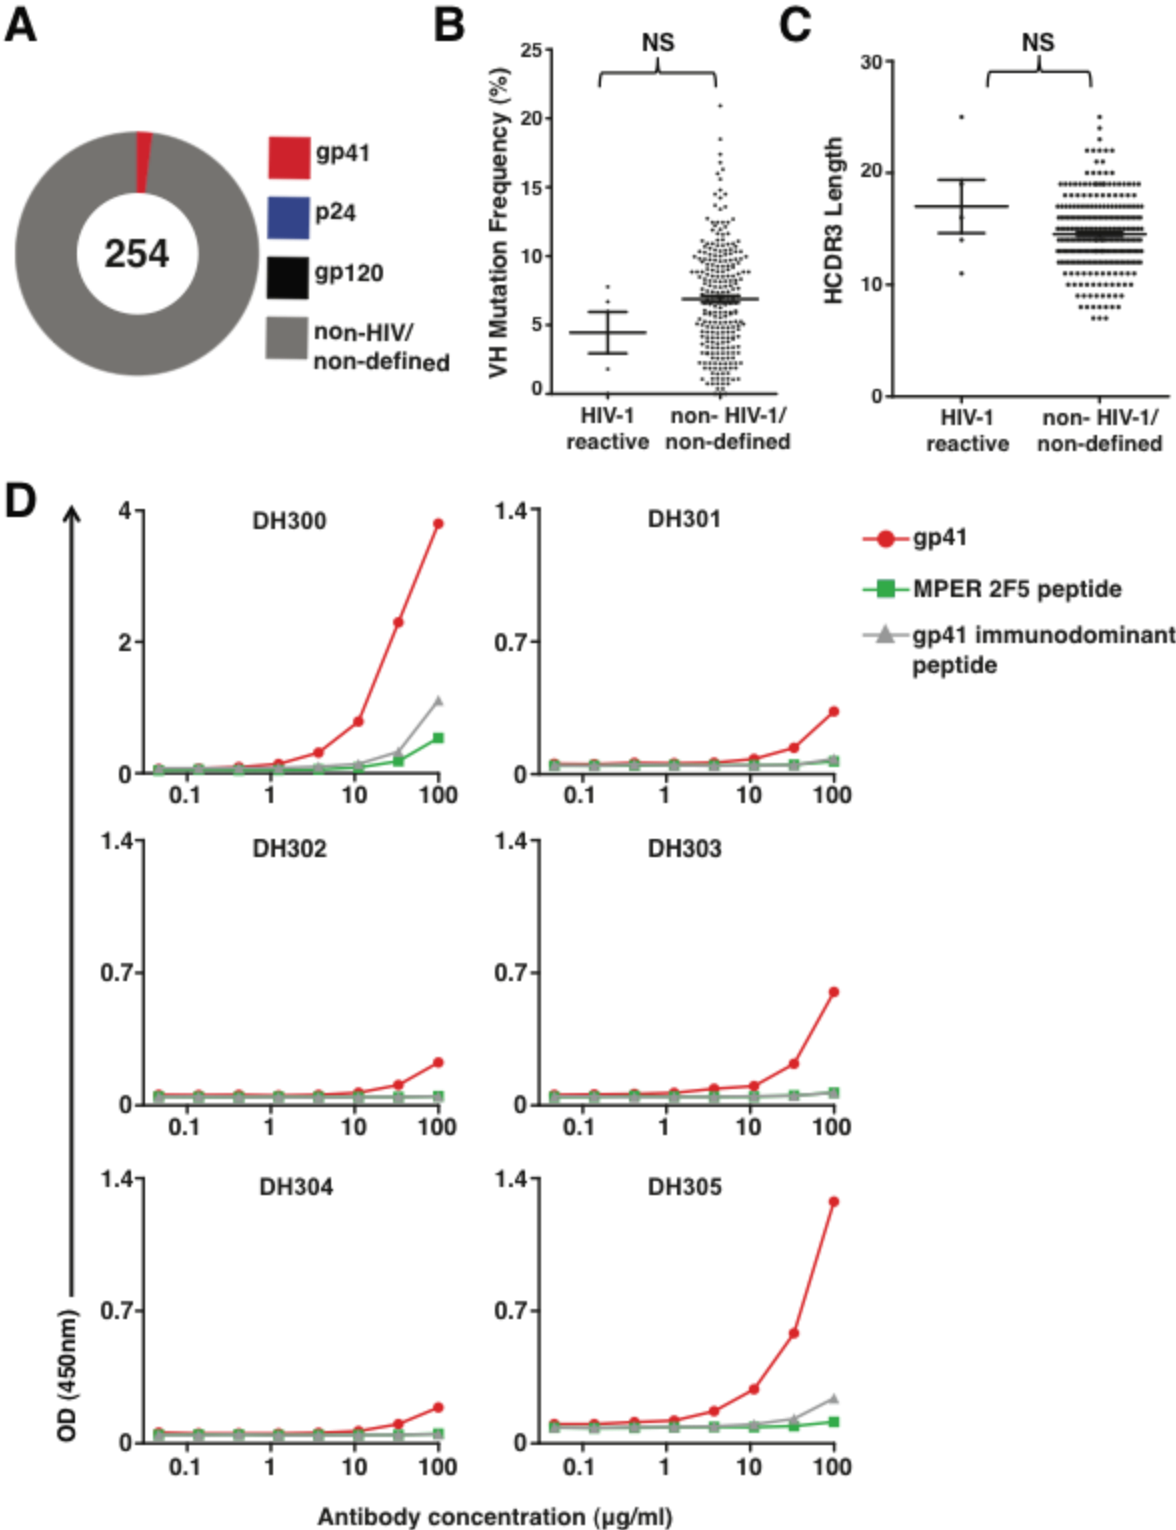 A
254
gp41
p24
gp120
non-HIV/
non-defined
B
NS
VH Mutation Frequency (%)
25
20
15
10
5
0
HIV-1
reactive
non- HIV-1/
non-defined
C
NS
HCDR3 Length
30
20
10
0
HIV-1
reactive
non- HIV-1/
non-defined
D
DH300
4
2
0
0.1 1 10 100
DH301
1.4
0.7
0
0.1 1 10 100
gp41
MPER 2F5 peptide
gp41 immunodominant
peptide
DH302
1.4
0.7
0
0.1 1 10 100
DH303
1.4
0.7
0
0.1 1 10 100
DH304
1.4
0.7
0
0.1 1 10 100
DH305
1.4
0.7
0
0.1 1 10 100
OD (450nm)
Antibody concentration (µg/ml)